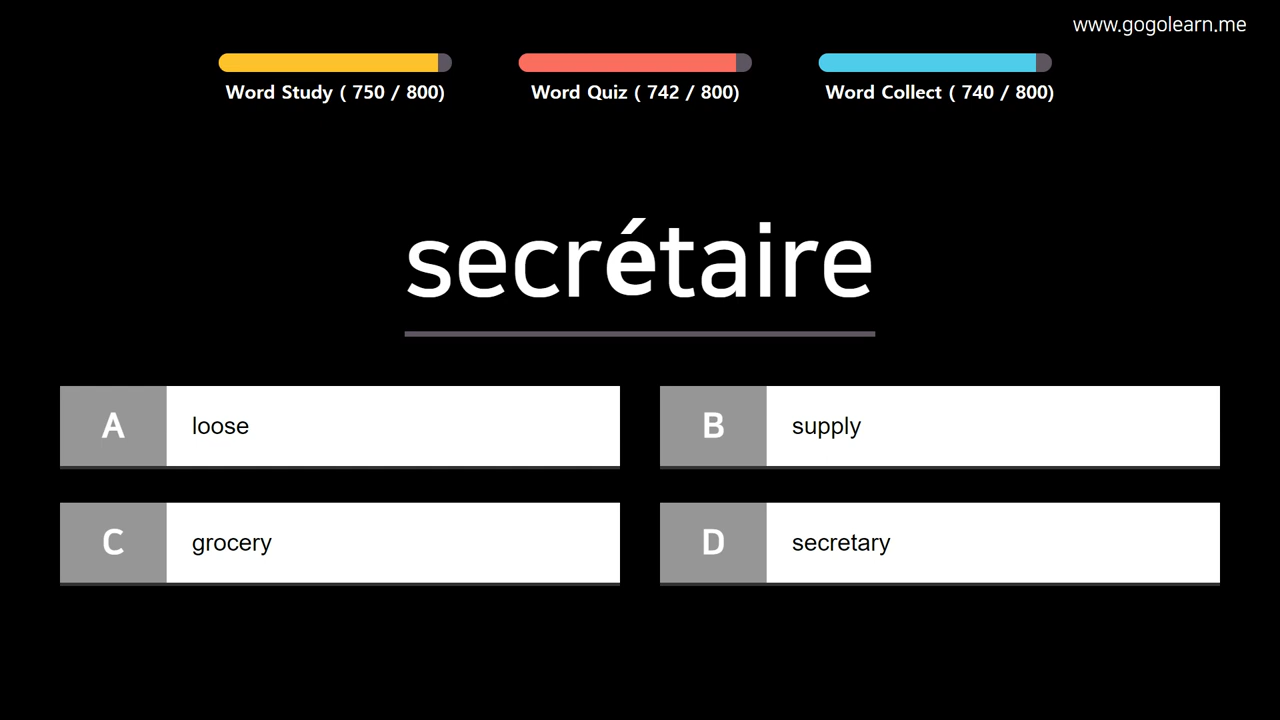 www.gogolearn.me
Word Study ( 750 / 800)
Word Quiz ( 742 / 800)
Word Collect ( 740 / 800)
secrétaire
A loose
B supply
C grocery
D secretary